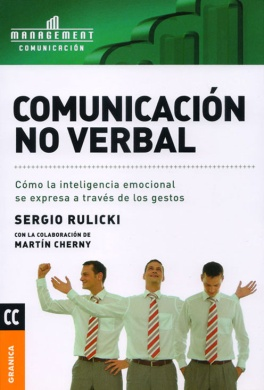 MANAGEMENT
COMUNICACIÓN
COMUNICACIÓN
NO VERBAL
Cómo la inteligencia emocional
se expresa a través de los gestos
SERGIO RULICKI
CON LA COLABORACIÓN DE
MARTÍN CHERNY
CC
GRANICA